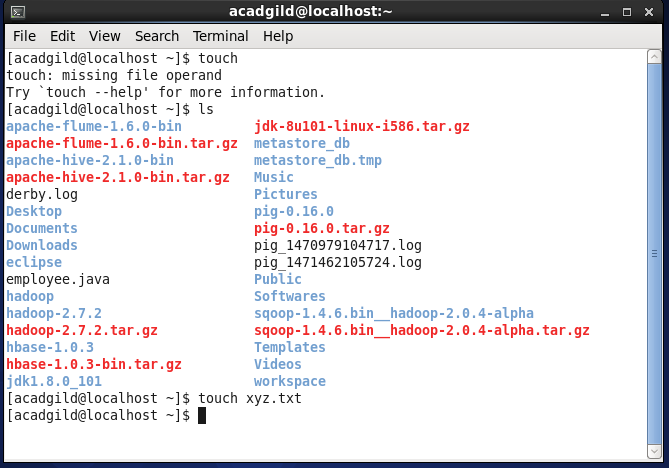 acadgild@localhost:~
File Edit View Search Terminal Help
[acadgild@localhost ~]$ touch
touch: missing file operand
Try `touch --help' for more information.
[acadgild@localhost ~]$ ls
apache-flume-1.6.0-bin jdk-8u101-linux-i586.tar.gz
apache-flume-1.6.0-bin.tar.gz metastore_db
apache-hive-2.1.0-bin metastore_db.tmp
apache-hive-2.1.0-bin.tar.gz Music
derby.log Pictures
Desktop pig-0.16.0
Documents pig-0.16.0.tar.gz
Downloads pig_1470979104717.log
eclipse pig_1471462105724.log
employee.java Public
hadoop Softwares
hadoop-2.7.2 sqoop-1.4.6.bin__hadoop-2.0.4-alpha
hadoop-2.7.2.tar.gz sqoop-1.4.6.bin__hadoop-2.0.4-alpha.tar.gz
hbase-1.0.3 Templates
hbase-1.0.3-bin.tar.gz Videos
jdk1.8.0_101 workspace
[acadgild@localhost ~]$ touch xyz.txt
[acadgild@localhost ~]$